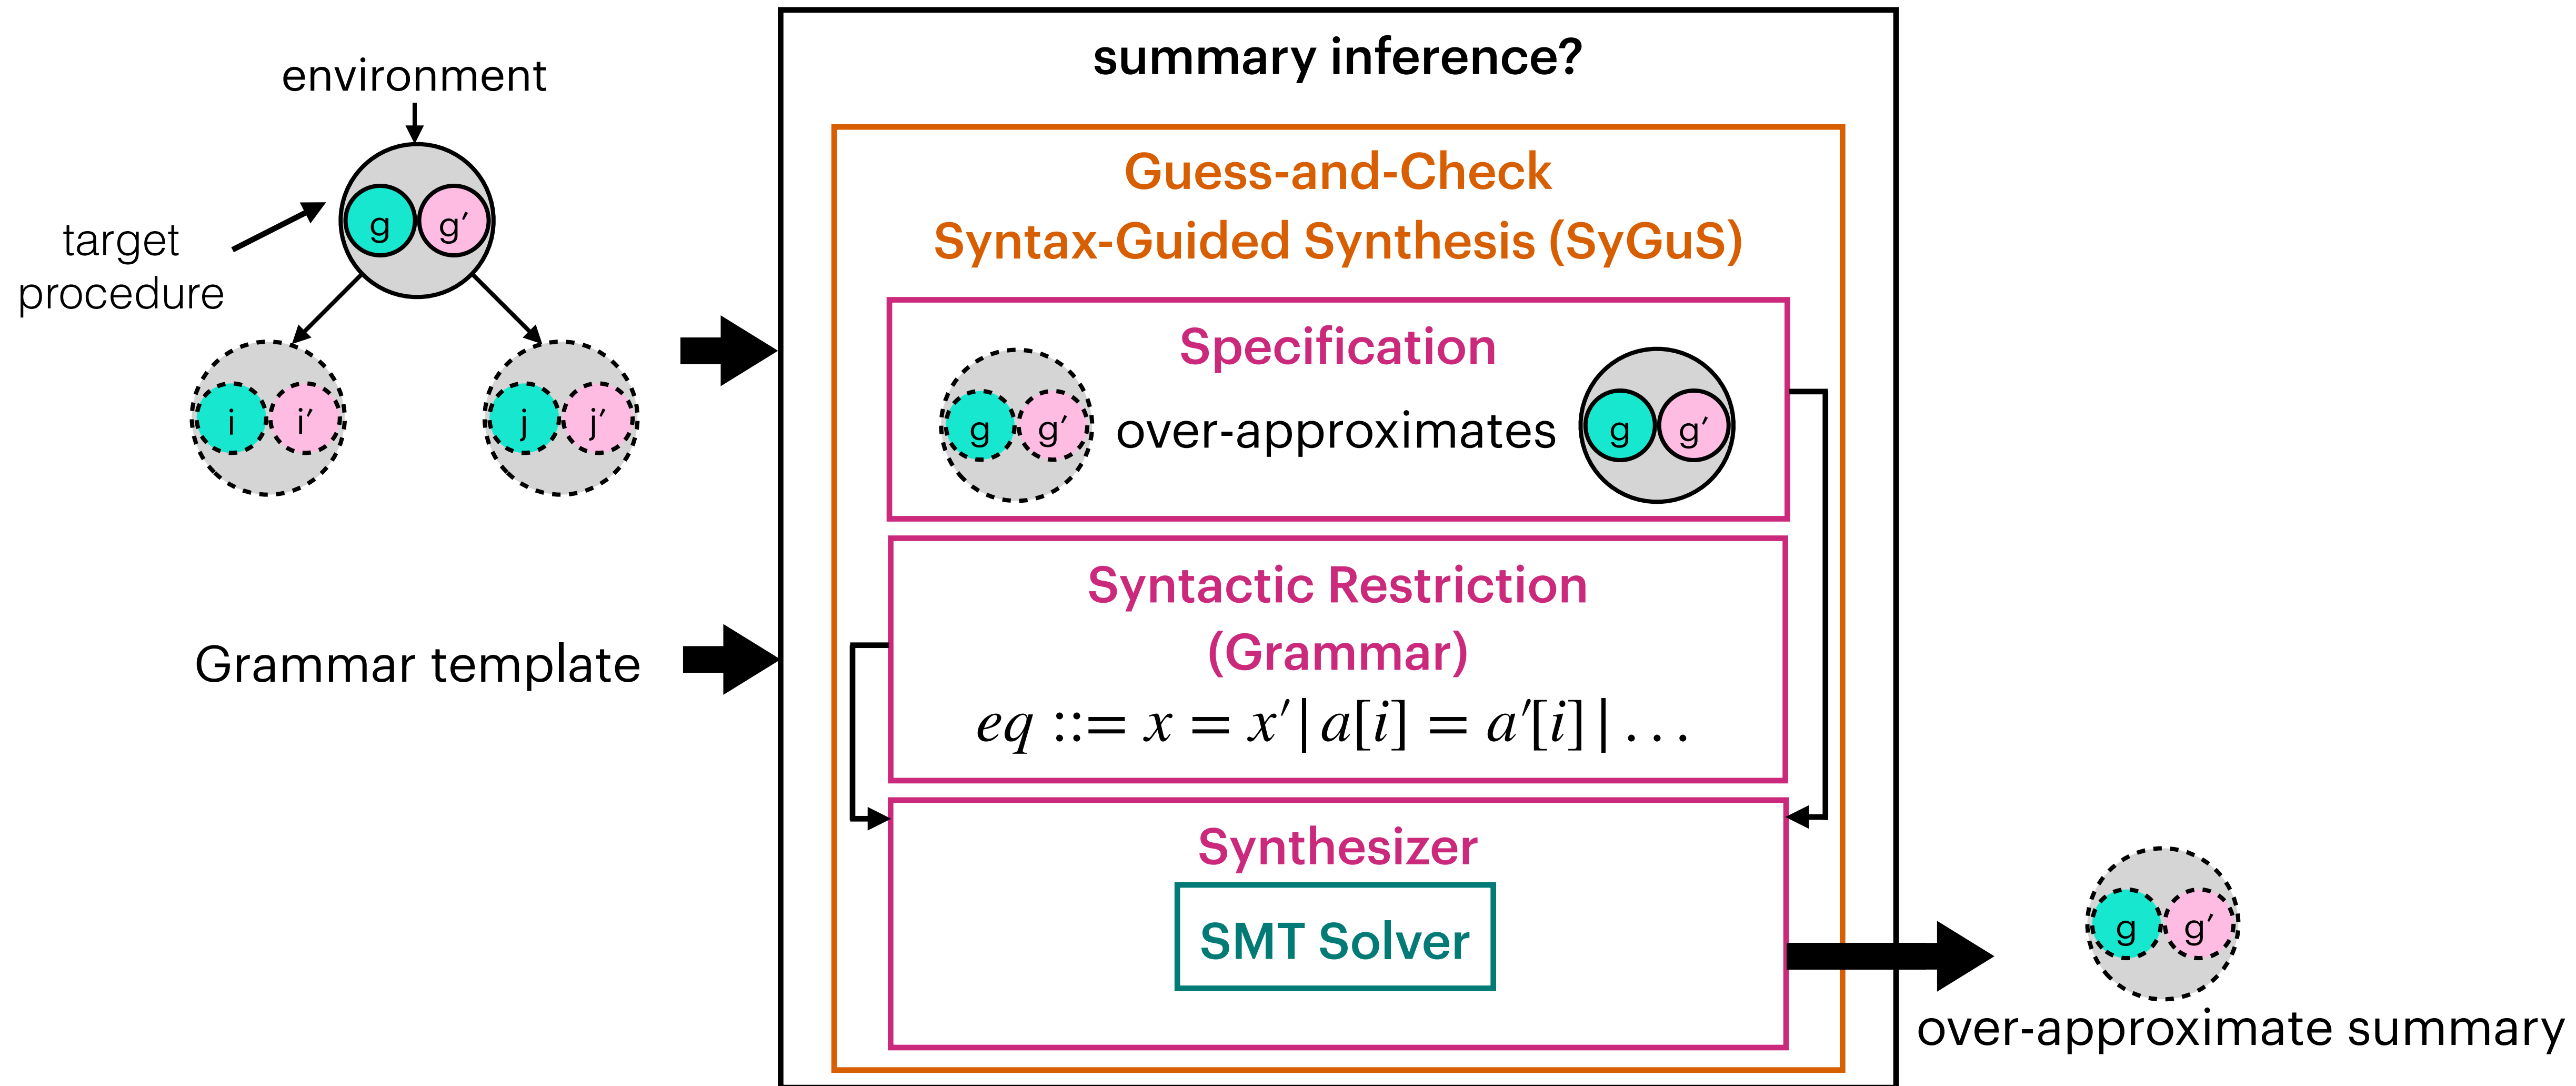 environment
g g′
target
procedure
i i′
j j′
Grammar template
summary inference?
Guess-and-Check
Syntax-Guided Synthesis (SyGuS)
Specification
g g′ over-approximates g g′
Syntactic Restriction
(Grammar)
eq ::= x = x′ | a[i] = a′[i] | . . .
Synthesizer
SMT Solver
g g′
over-approximate summary